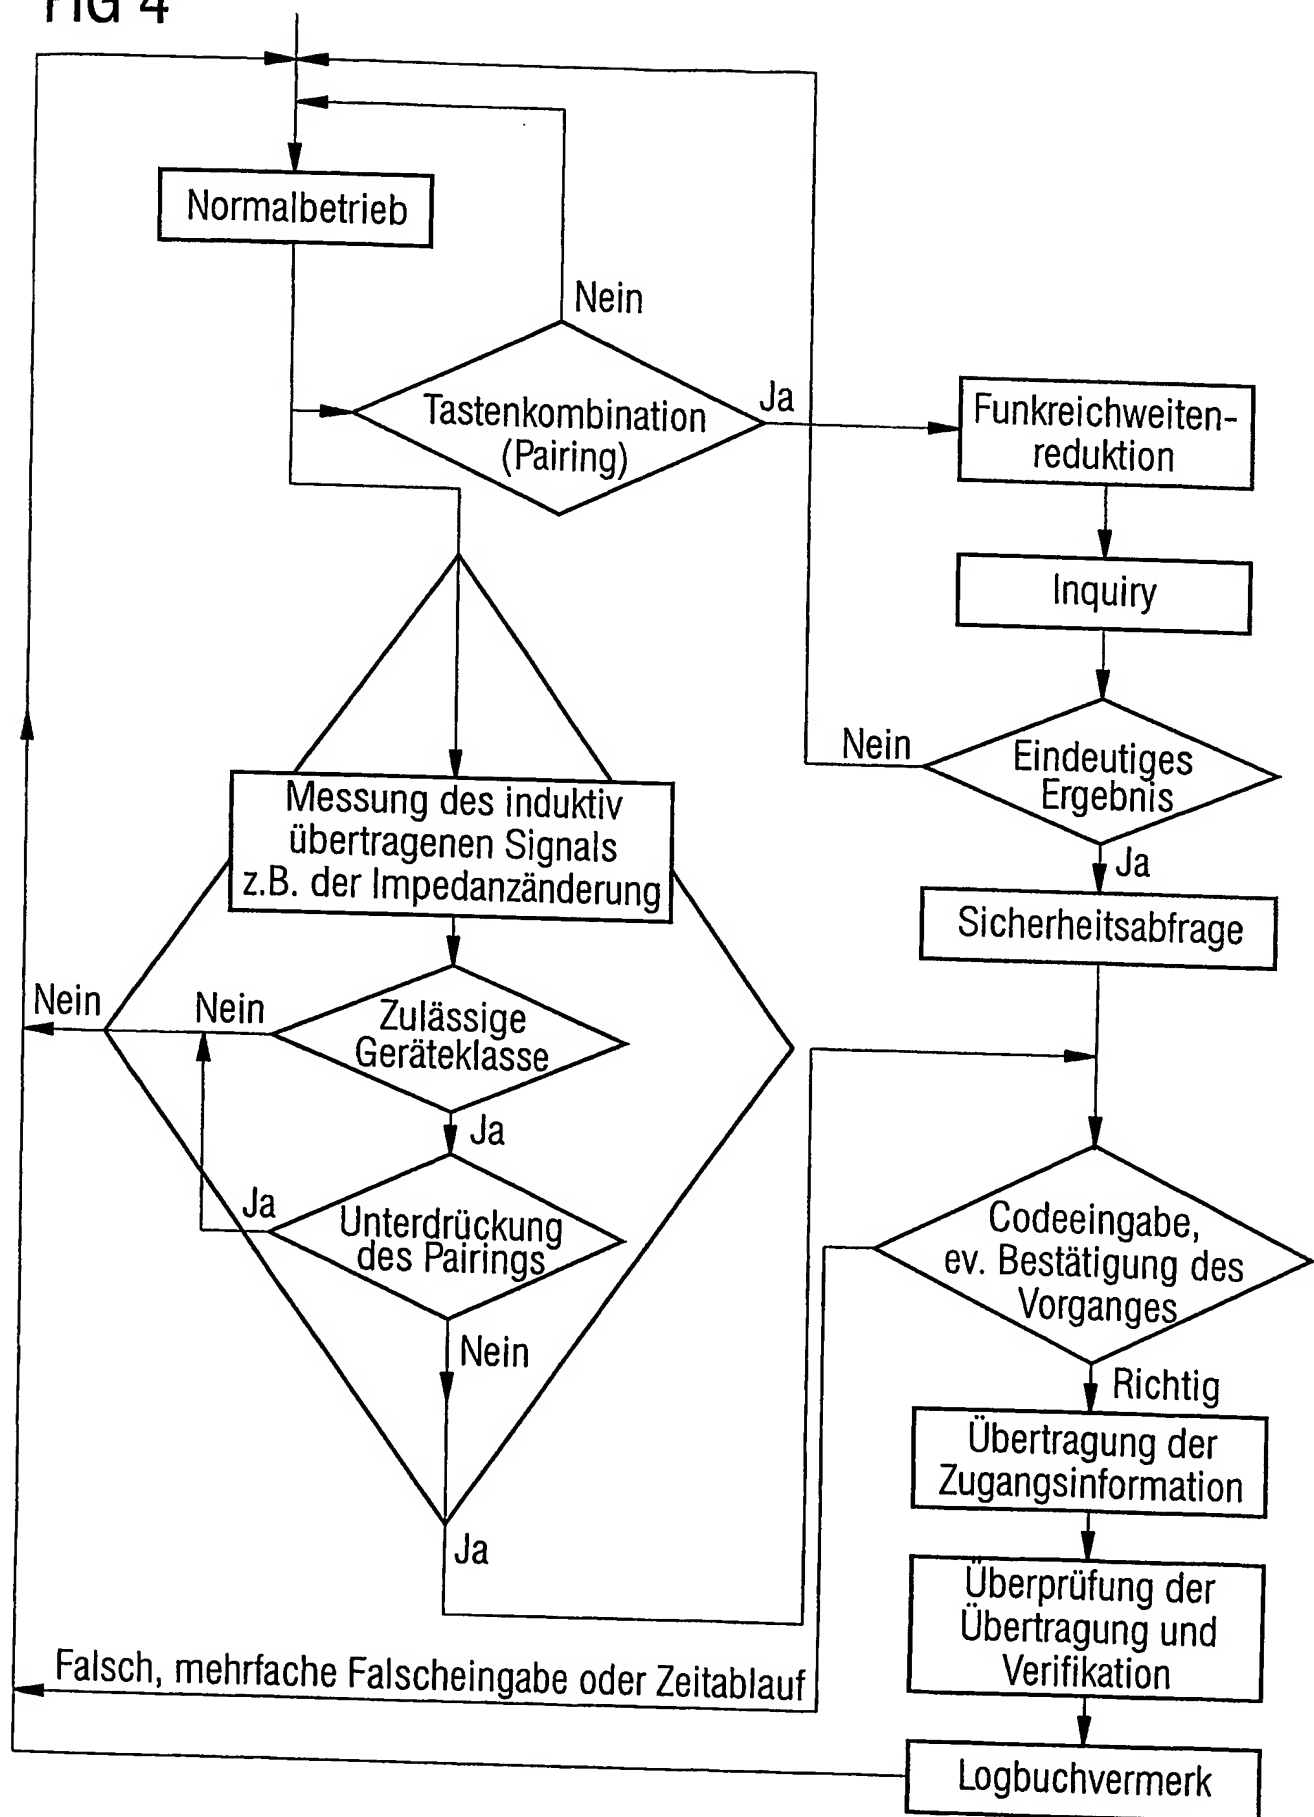 FIG 4
Normalbetrieb
Nein
Tastenkombination
(Pairing)
Ja
Funkreichweiten-
reduktion
Inquiry
Nein
Eindeutiges
Ergebnis
Ja
Sicherheitsabfrage
Messung des induktiv
übertragenen Signals
z.B. der Impedanzänderung
Nein
Nein
Zulässige
Geräteklasse
Ja
Ja
Unterdrückung
des Pairings
Nein
Ja
Codeeingabe,
ev. Bestätigung des
Vorganges
Richtig
Übertragung der
Zugangsinformation
Überprüfung der
Übertragung und
Verifikation
Falsch, mehrfache Falscheingabe oder Zeitablauf
Logbuchvermerk